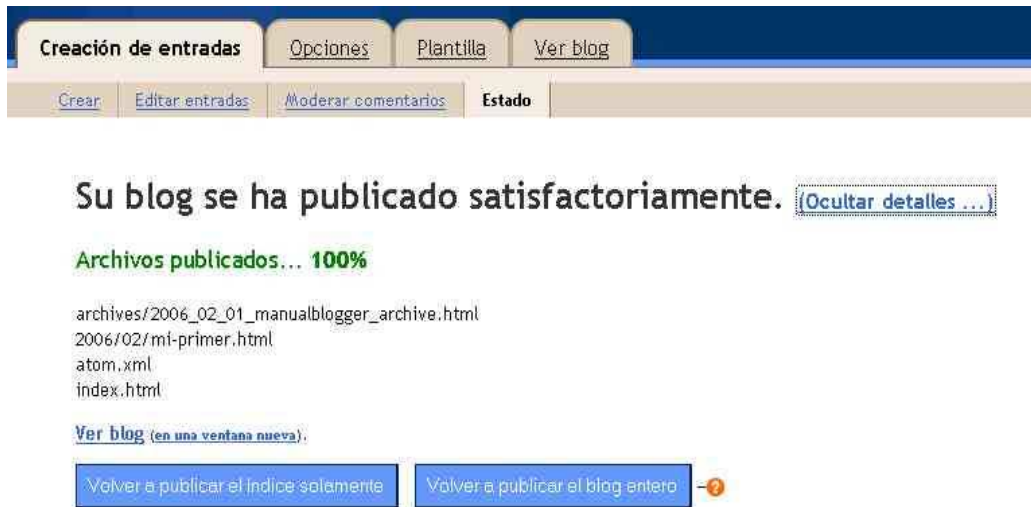 Creación de entradas Opciones Plantilla Ver blog
Crear Editar entradas Moderar comentarios Estado
Su blog se ha publicado satisfactoriamente. (Ocultar detalles ...)
Archivos publicados... 100%
archives/2006_02_01_manualblogger_archive.html
2006/02/mi-primer.html
atom.xml
index.html
Ver blog (en una ventana nueva).
Volver a publicar el índice solamente Volver a publicar el blog entero –?